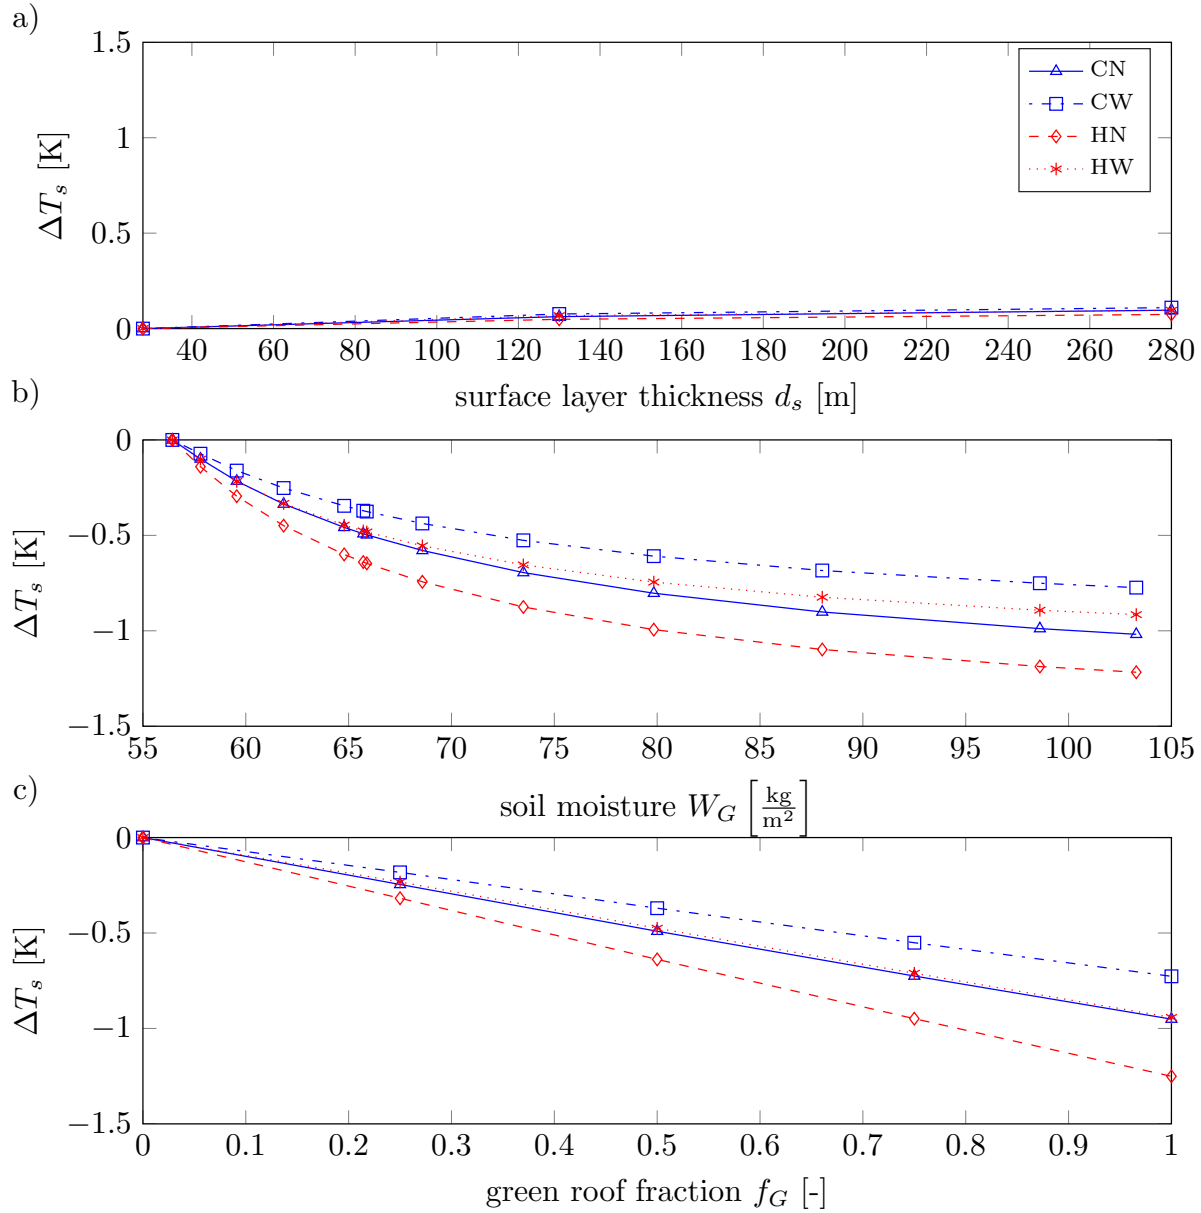 a)
1.5
1
0.5
0
ΔT_s [K]
CN
CW
HN
HW
40 60 80 100 120 140 160 180 200 220 240 260 280
surface layer thickness d_s [m]
b)
0
−0.5
−1
−1.5
ΔT_s [K]
55 60 65 70 75 80 85 90 95 100 105
soil moisture W_G [kg/m²]
c)
0
−0.5
−1
−1.5
ΔT_s [K]
0 0.1 0.2 0.3 0.4 0.5 0.6 0.7 0.8 0.9 1
green roof fraction f_G [-]